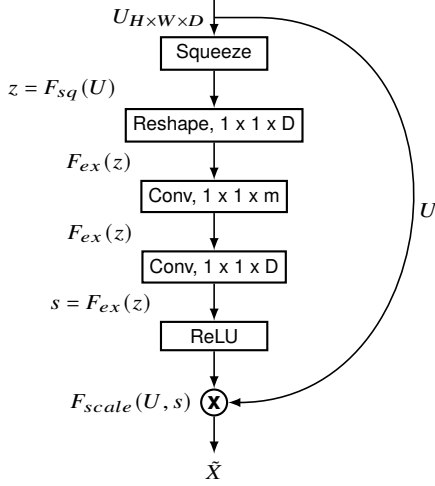 U_{H×W×D}
Squeeze
z = F_{sq}(U)
Reshape, 1 x 1 x D
F_{ex}(z)
Conv, 1 x 1 x m
U
F_{ex}(z)
Conv, 1 x 1 x D
s = F_{ex}(z)
ReLU
F_{scale}(U, s) X
X̃